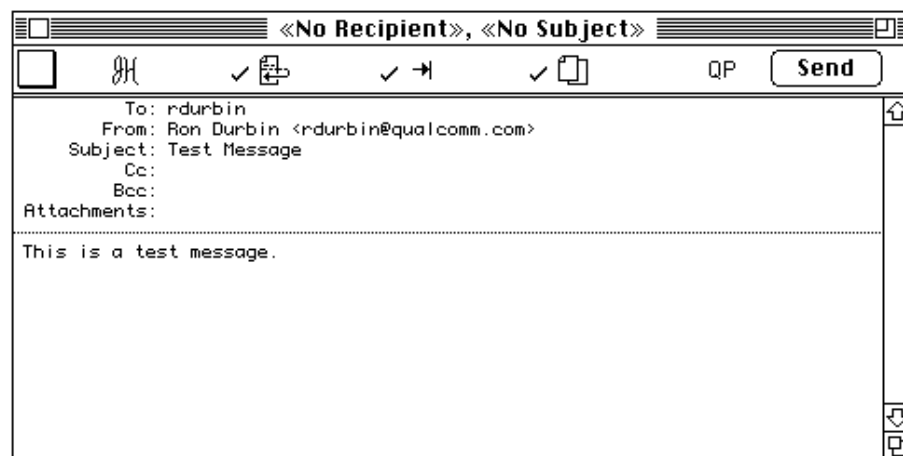 «No Recipient», «No Subject»
QP Send
To: rdurbin
From: Ron Durbin <rdurbin@qualcomm.com>
Subject: Test Message
Cc:
Bcc:
Attachments:
This is a test message.